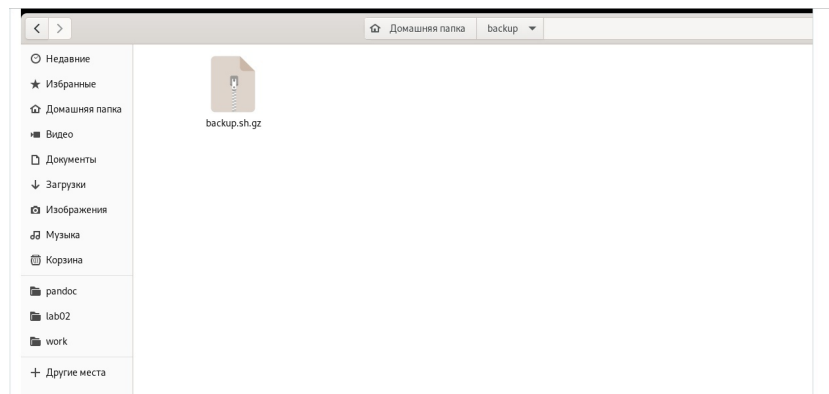 Домашняя папка backup
Недавние
Избранные
Домашняя папка
Видео
Документы
Загрузки
Изображения
Музыка
Корзина
pandoc
lab02
work
Другие места
backup.sh.gz